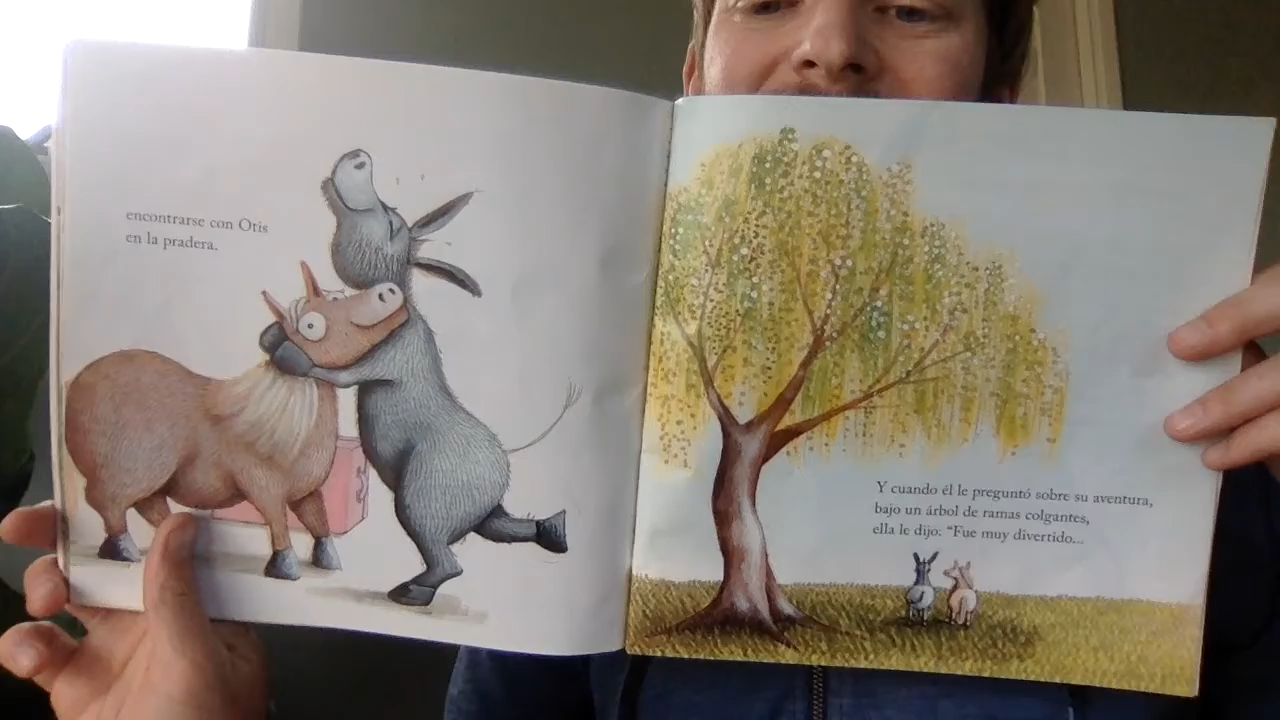 encontrarse con Otis
en la pradera.
Y cuando él le preguntó sobre su aventura,
bajo un árbol de ramas colgantes,
ella le dijo: “Fue muy divertido...